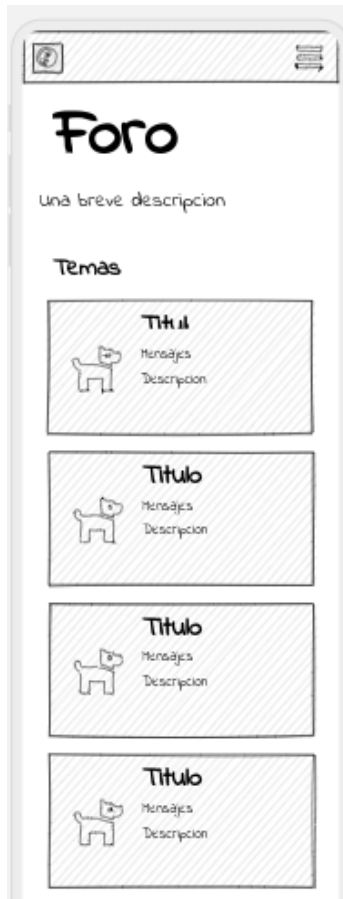 Foro
Una breve descripcion
Temas
Mensajes
Descripcion
Titulo
Mensajes
Descripcion
Titulo
Mensajes
Descripcion
Titulo
Mensajes
Descripcion